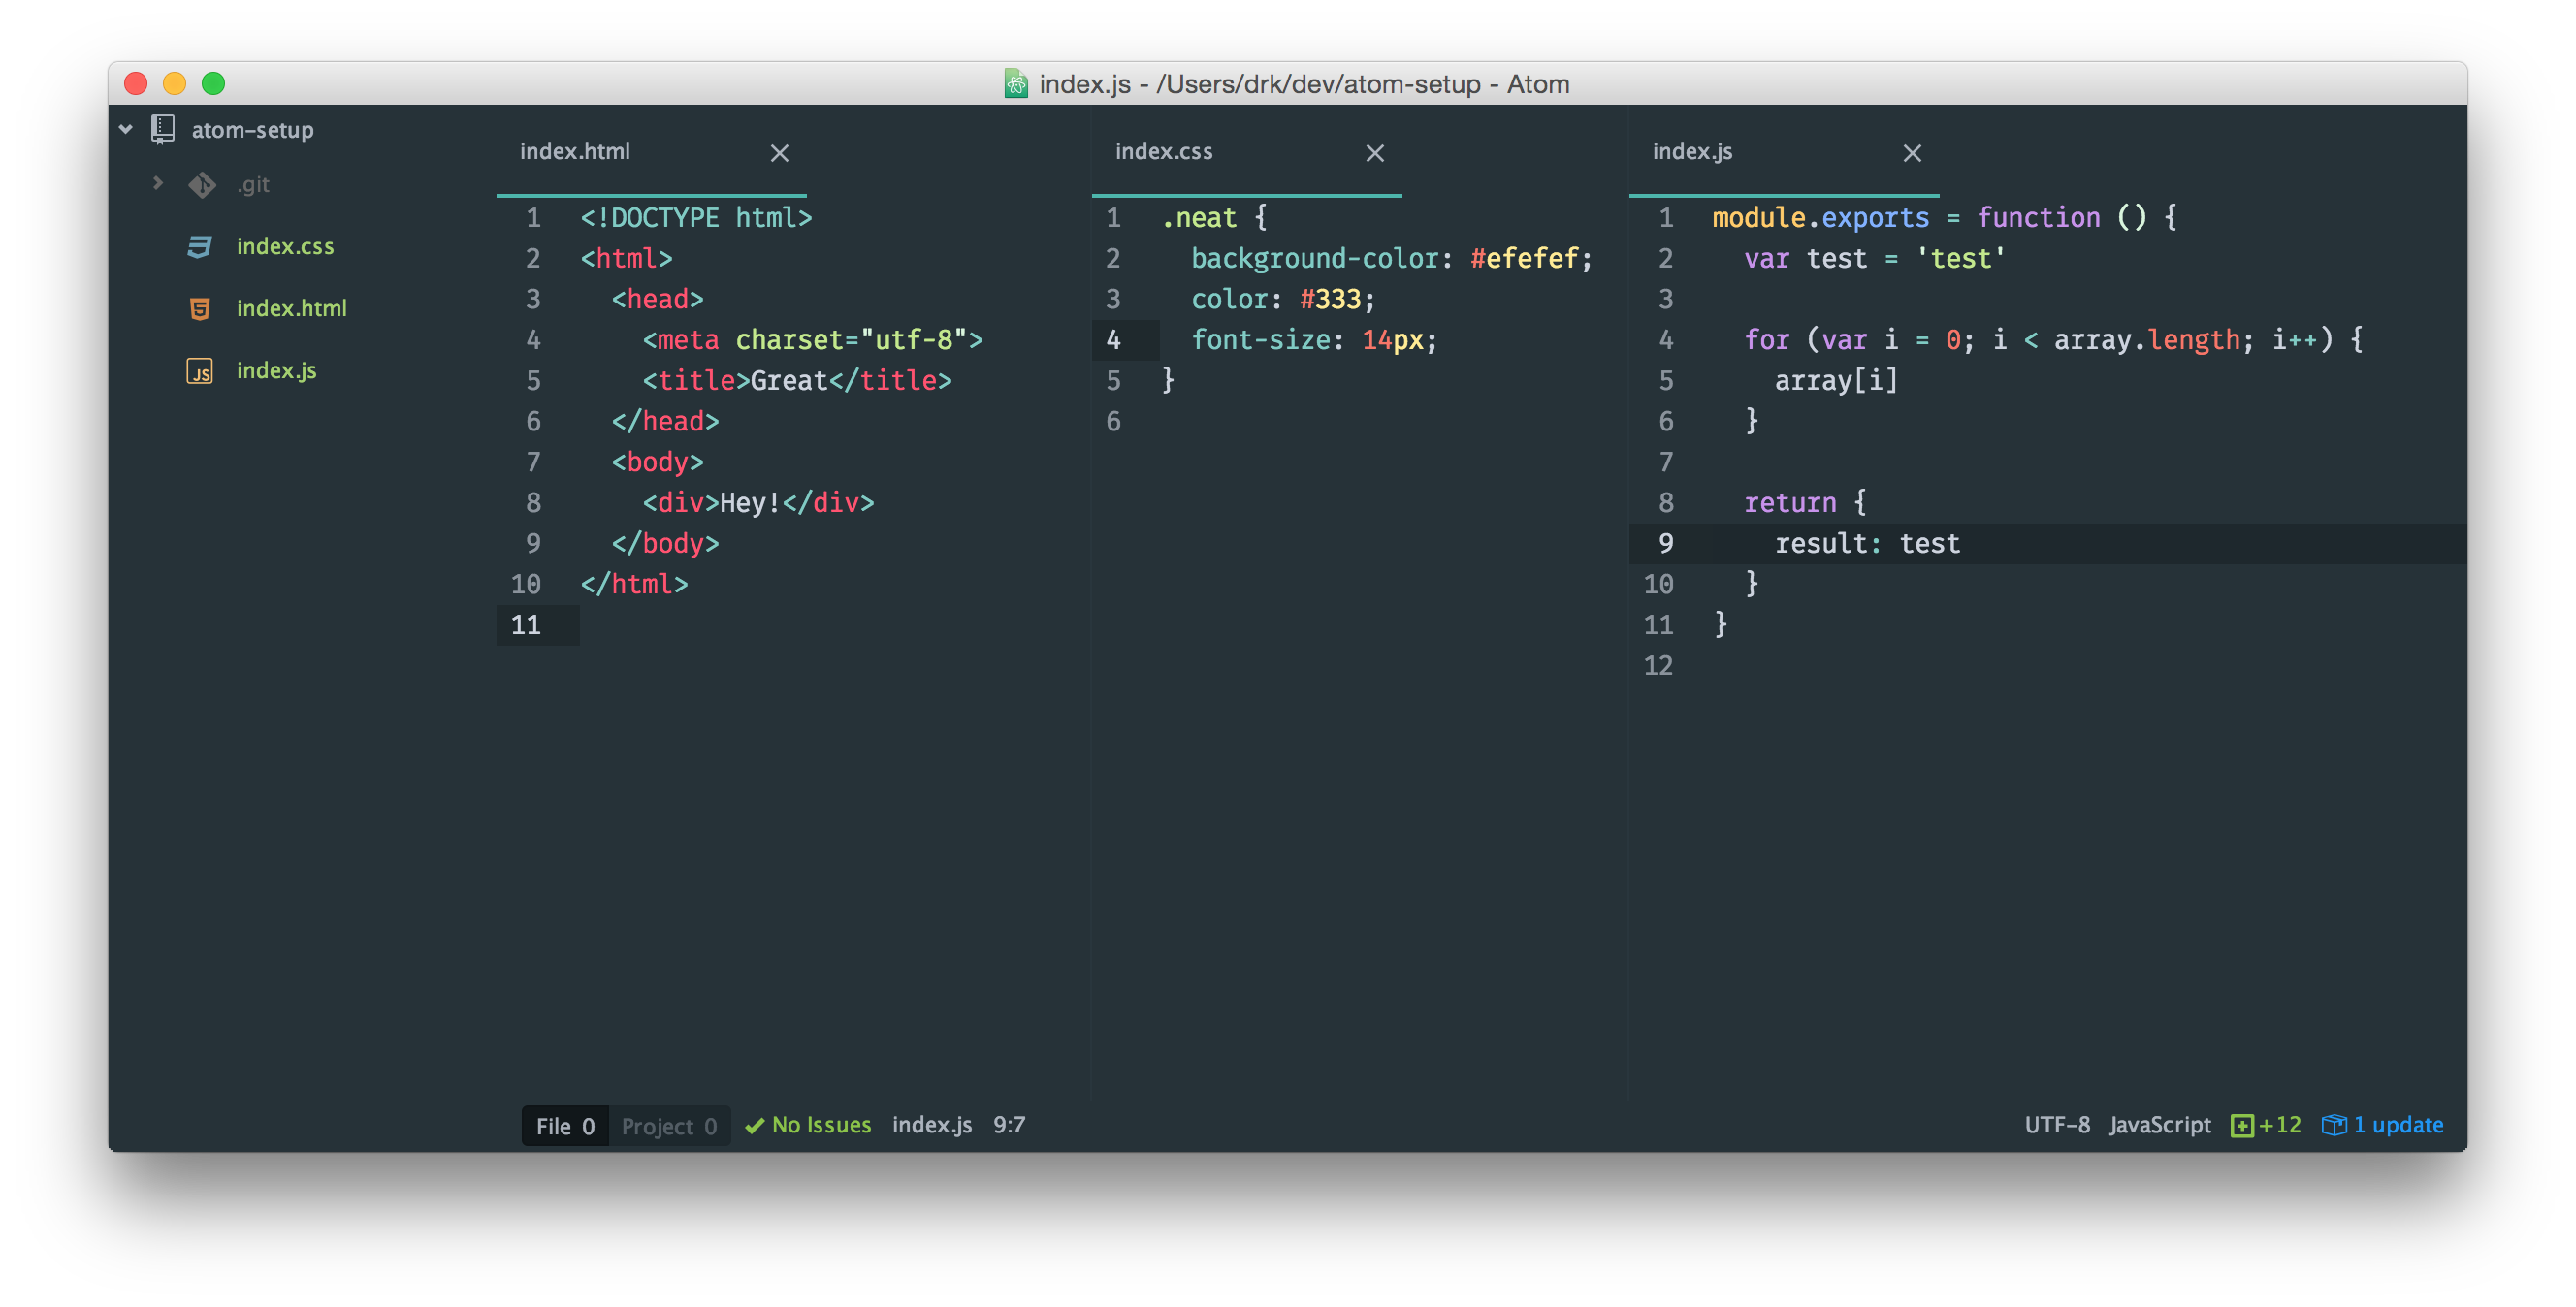 index.js - /Users/drk/dev/atom-setup - Atom
atom-setup
.git
index.css
index.html
index.js
index.html
1 <!DOCTYPE html>
2 <html>
3   <head>
4     <meta charset="utf-8">
5     <title>Great</title>
6   </head>
7   <body>
8     <div>Hey!</div>
9   </body>
10 </html>
11
index.css
1 .neat {
2   background-color: #efefef;
3   color: #333;
4   font-size: 14px;
5 }
6
index.js
1 module.exports = function () {
2   var test = 'test'
3
4   for (var i = 0; i < array.length; i++) {
5     array[i]
6   }
7
8   return {
9     result: test
10   }
11 }
12
File 0 Project 0 No Issues index.js 9:7 UTF-8 JavaScript +12 1 update